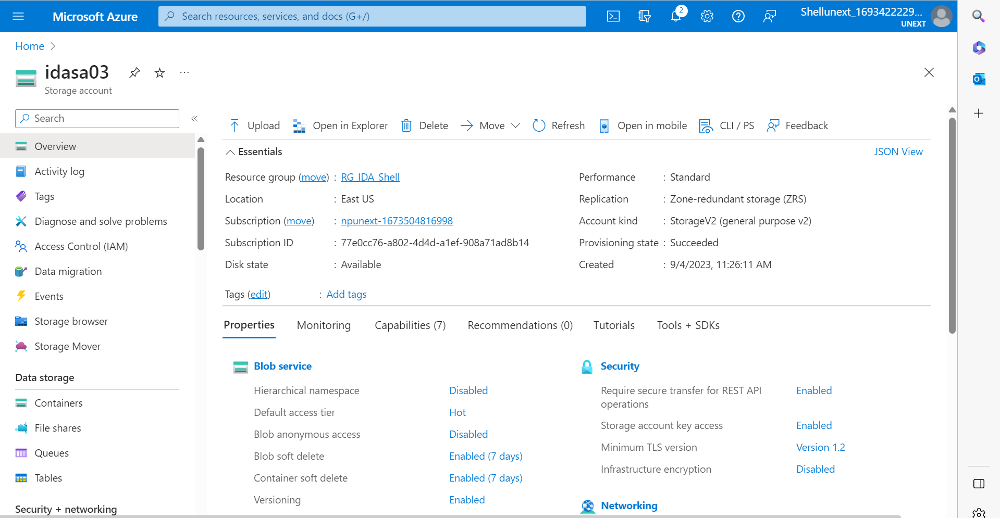 Microsoft Azure
Search resources, services, and docs (G+/)
2
Shellunext_1693422229...
UNEXT
Home
idasa03
Storage account
Search
Overview
Activity log
Tags
Diagnose and solve problems
Access Control (IAM)
Data migration
Events
Storage browser
Storage Mover
Data storage
Containers
File shares
Queues
Tables
Security + networking
Upload Open in Explorer Delete Move Refresh Open in mobile CLI / PS Feedback
Essentials
JSON View
Resource group (move) : RG_IDA_Shell
Location : East US
Subscription (move) : npunext-1673504816998
Subscription ID : 77e0cc76-a802-4d4d-a1ef-908a71ad8b14
Disk state : Available
Performance : Standard
Replication : Zone-redundant storage (ZRS)
Account kind : StorageV2 (general purpose v2)
Provisioning state : Succeeded
Created : 9/4/2023, 11:26:11 AM
Tags (edit) : Add tags
Properties Monitoring Capabilities (7) Recommendations (0) Tutorials Tools + SDKs
Blob service
Hierarchical namespace Disabled
Default access tier Hot
Blob anonymous access Disabled
Blob soft delete Enabled (7 days)
Container soft delete Enabled (7 days)
Versioning Enabled
Security
Require secure transfer for REST API Enabled
operations
Storage account key access Enabled
Minimum TLS version Version 1.2
Infrastructure encryption Disabled
Networking